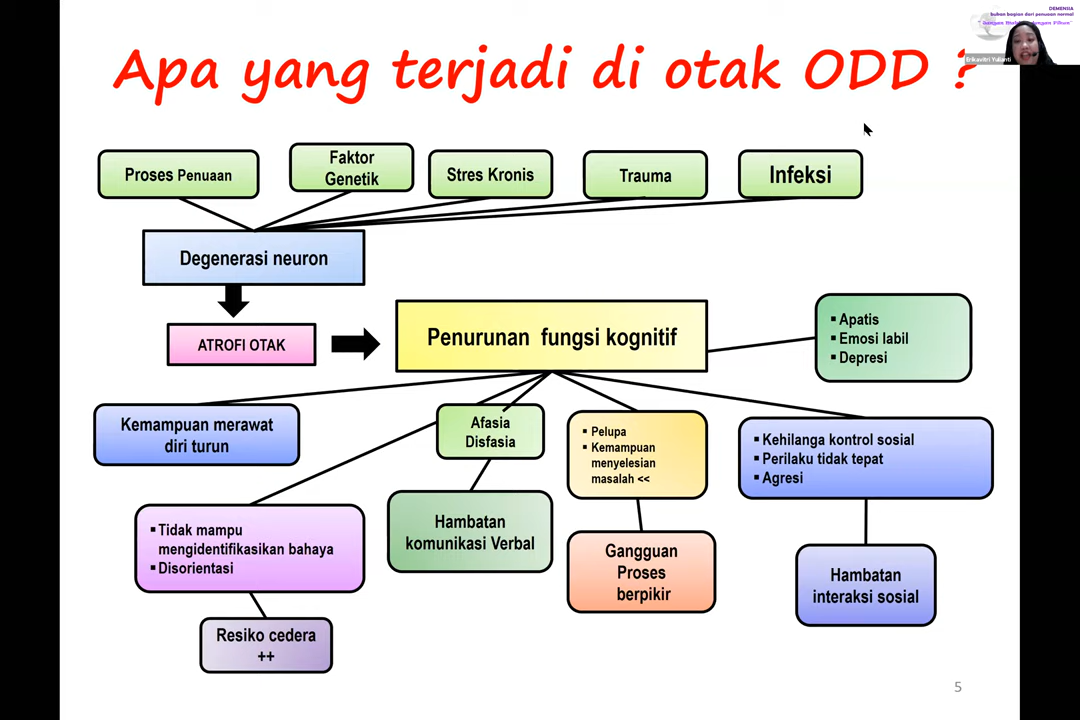 DEMENSIA
bukan bagian dari penuaan normal
Erikavitri Yulianti
Apa yang terjadi di otak ODD ?
Proses Penuaan
Faktor
Genetik
Stres Kronis
Trauma
Infeksi
Degenerasi neuron
ATROFI OTAK
Penurunan fungsi kognitif
▪ Apatis
▪ Emosi labil
▪ Depresi
Kemampuan merawat
diri turun
Afasia
Disfasia
▪ Pelupa
▪ Kemampuan
menyelesian
masalah <<
▪ Kehilanga kontrol sosial
▪ Perilaku tidak tepat
▪ Agresi
▪ Tidak mampu
mengidentifikasikan bahaya
▪ Disorientasi
Hambatan
komunikasi Verbal
Gangguan
Proses
berpikir
Hambatan
interaksi sosial
Resiko cedera
++
5